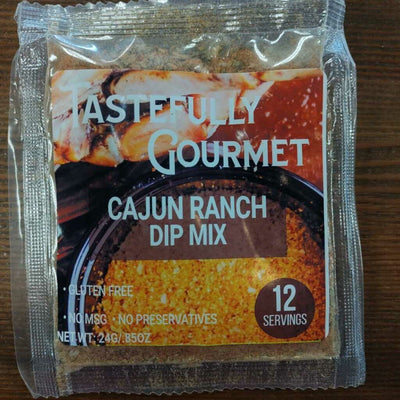 TASTEFULLY
GOURMET
CAJUN RANCH
DIP MIX
• GLUTEN FREE
• NO MSG • NO PRESERVATIVES
NET WT. 24G/.85OZ
12
SERVINGS